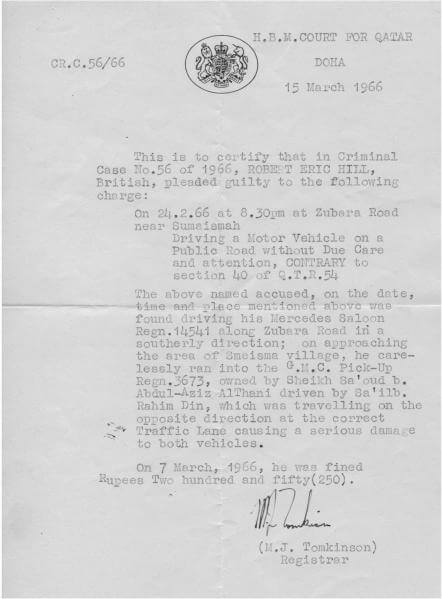 H.B.M.COURT FOR QATAR
CR.C.56/66
DOHA
15 March 1966
This is to certify that in Criminal
Case No.56 of 1966, ROBERT ERIC HILL,
British, pleaded guilty to the following
charge:
On 24.2.66 at 8.30pm at Zubara Road
near Sumaismah
Driving a Motor Vehicle on a
Public Road without Due Care
and attention, CONTRARY to
section 40 of Q.T.R.54
The above named accused, on the date,
time and place mentioned above was
found driving his Mercedes Saloon
Regn.14541 along Zubara Road in a
southerly direction; on approaching
the area of Smeisma village, he care-
lessly ran into the G.M.C. Pick-Up
Regn.3673, owned by Sheikh Sa'oud b.
Abdul-Aziz AlThani driven by Sa'ilb.
Rahim Din, which was travelling on the
opposite direction at the correct
Traffic Lane causing a serious damage
to both vehicles.
On 7 March, 1966, he was fined
Rupees Two hundred and fifty(250).
M.J. Tomkinson
(M.J. Tomkinson)
Registrar